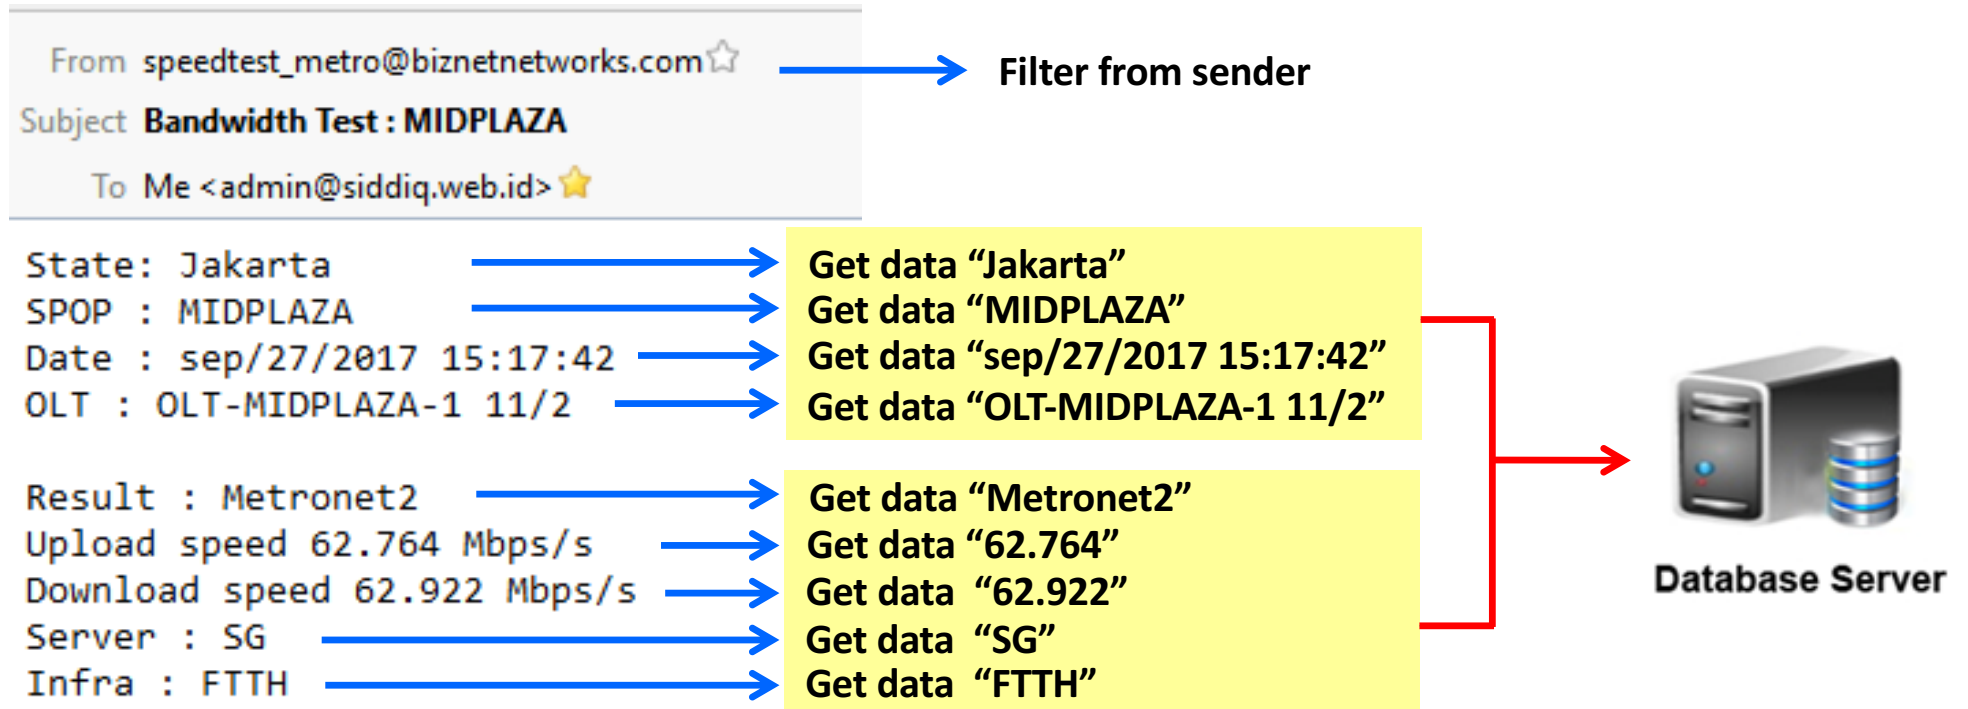 From speedtest_metro@biznetnetworks.com
Filter from sender
Subject Bandwidth Test : MIDPLAZA
To Me <admin@siddiq.web.id>
State: Jakarta
Get data “Jakarta”
SPOP : MIDPLAZA
Get data “MIDPLAZA”
Date : sep/27/2017 15:17:42
Get data “sep/27/2017 15:17:42”
OLT : OLT-MIDPLAZA-1 11/2
Get data “OLT-MIDPLAZA-1 11/2”
Result : Metronet2
Get data “Metronet2”
Upload speed 62.764 Mbps/s
Get data “62.764”
Download speed 62.922 Mbps/s
Get data “62.922”
Server : SG
Get data “SG”
Infra : FTTH
Get data “FTTH”
Database Server